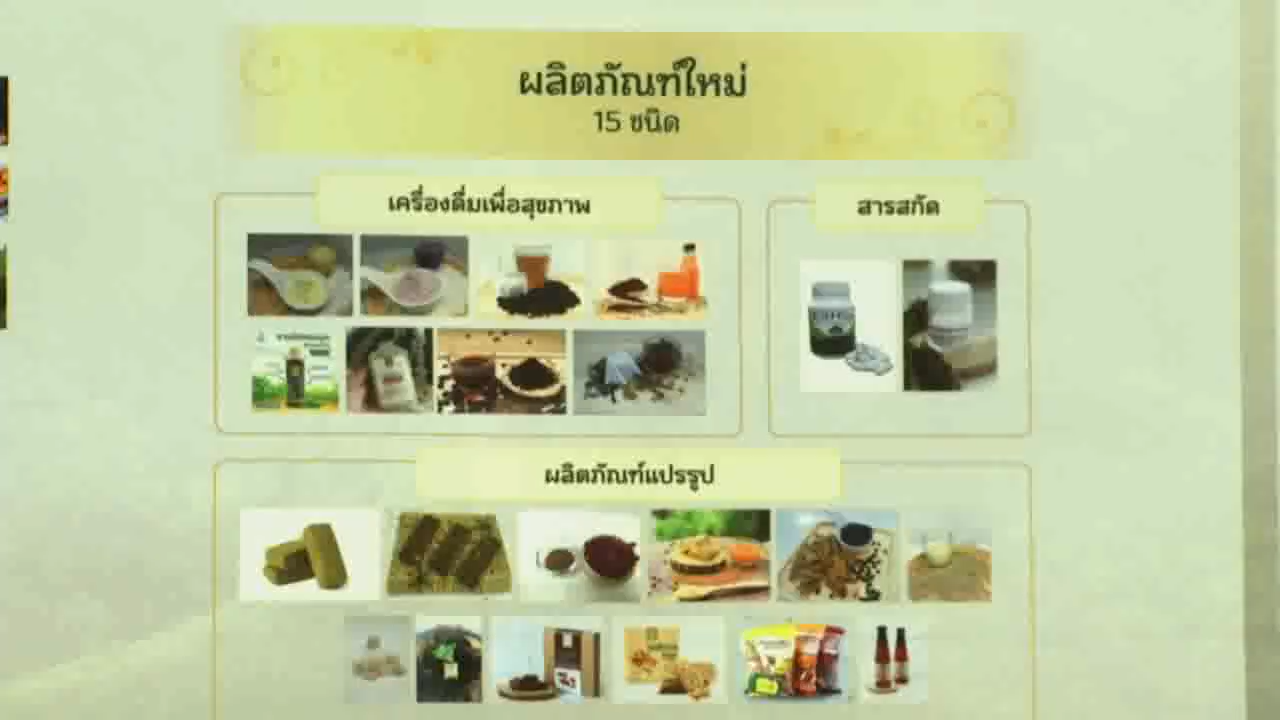 ผลิตภัณฑ์ใหม่
15 ชนิด
เครื่องดื่มเพื่อสุขภาพ
สารสกัด
ผลิตภัณฑ์แปรรูป